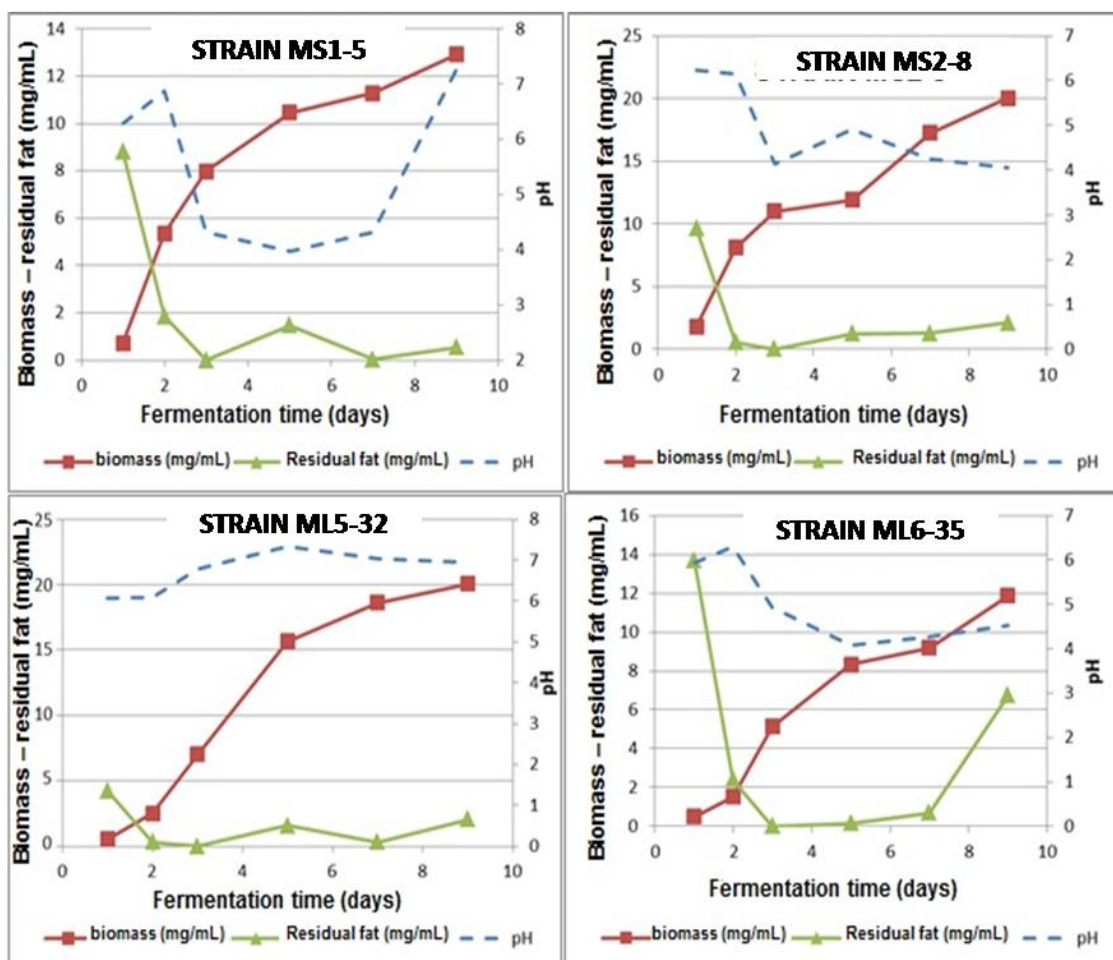 STRAIN MS1-5
Biomass – residual fat (mg/mL)
14
12
10
8
6
4
2
0
8
7
6
5
4
3
2
pH
0 2 4 6 8 10
Fermentation time (days)
biomass (mg/mL) Residual fat (mg/mL) pH
STRAIN MS2-8
Biomass – residual fat (mg/mL)
25
20
15
10
5
0
7
6
5
4
3
2
1
0
pH
0 2 4 6 8 10
Fermentation time (days)
biomass (mg/mL) Residual fat (mg/mL) pH
STRAIN ML5-32
Biomass – residual fat (mg/mL)
25
20
15
10
5
0
8
7
6
5
4
3
2
1
0
pH
0 2 4 6 8 10
Fermentation time (days)
biomass (mg/mL) Residual fat (mg/mL) pH
STRAIN ML6-35
Biomass – residual fat (mg/mL)
16
14
12
10
8
6
4
2
0
7
6
5
4
3
2
1
0
pH
0 2 4 6 8 10
Fermentation time (days)
biomass (mg/mL) Residual fat (mg/mL) pH